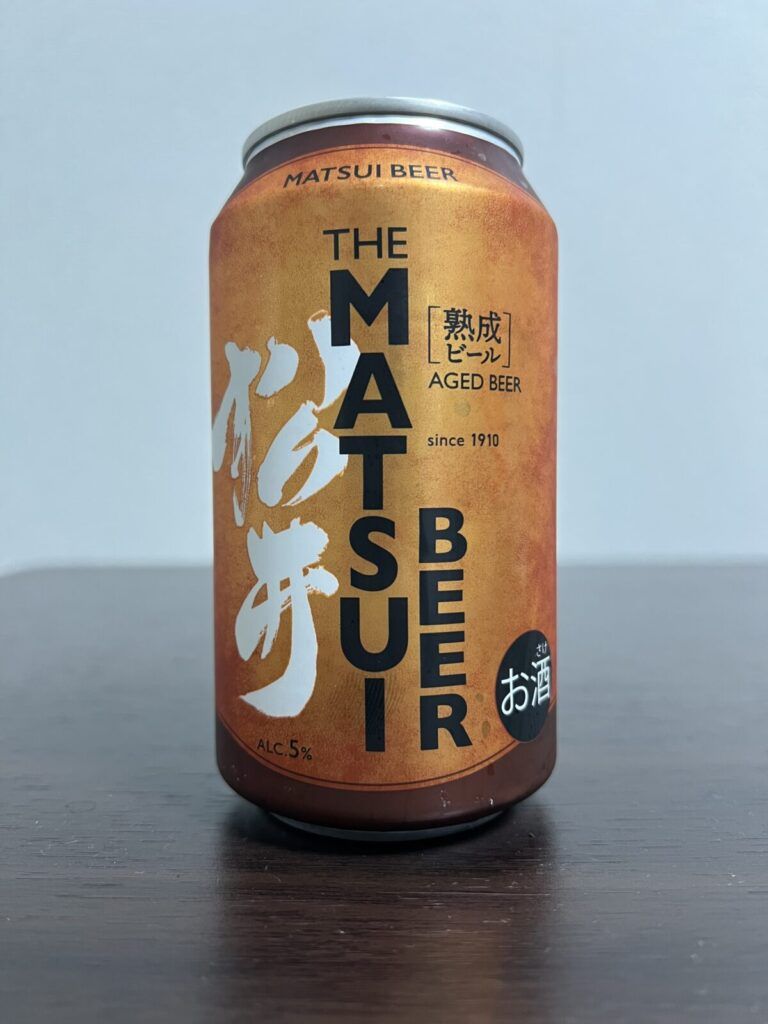 MATSUI BEER
THE
MATSUI
BEER
松井
[熟成
ビール]
AGED BEER
since 1910
ALC.5%
さけ
お酒